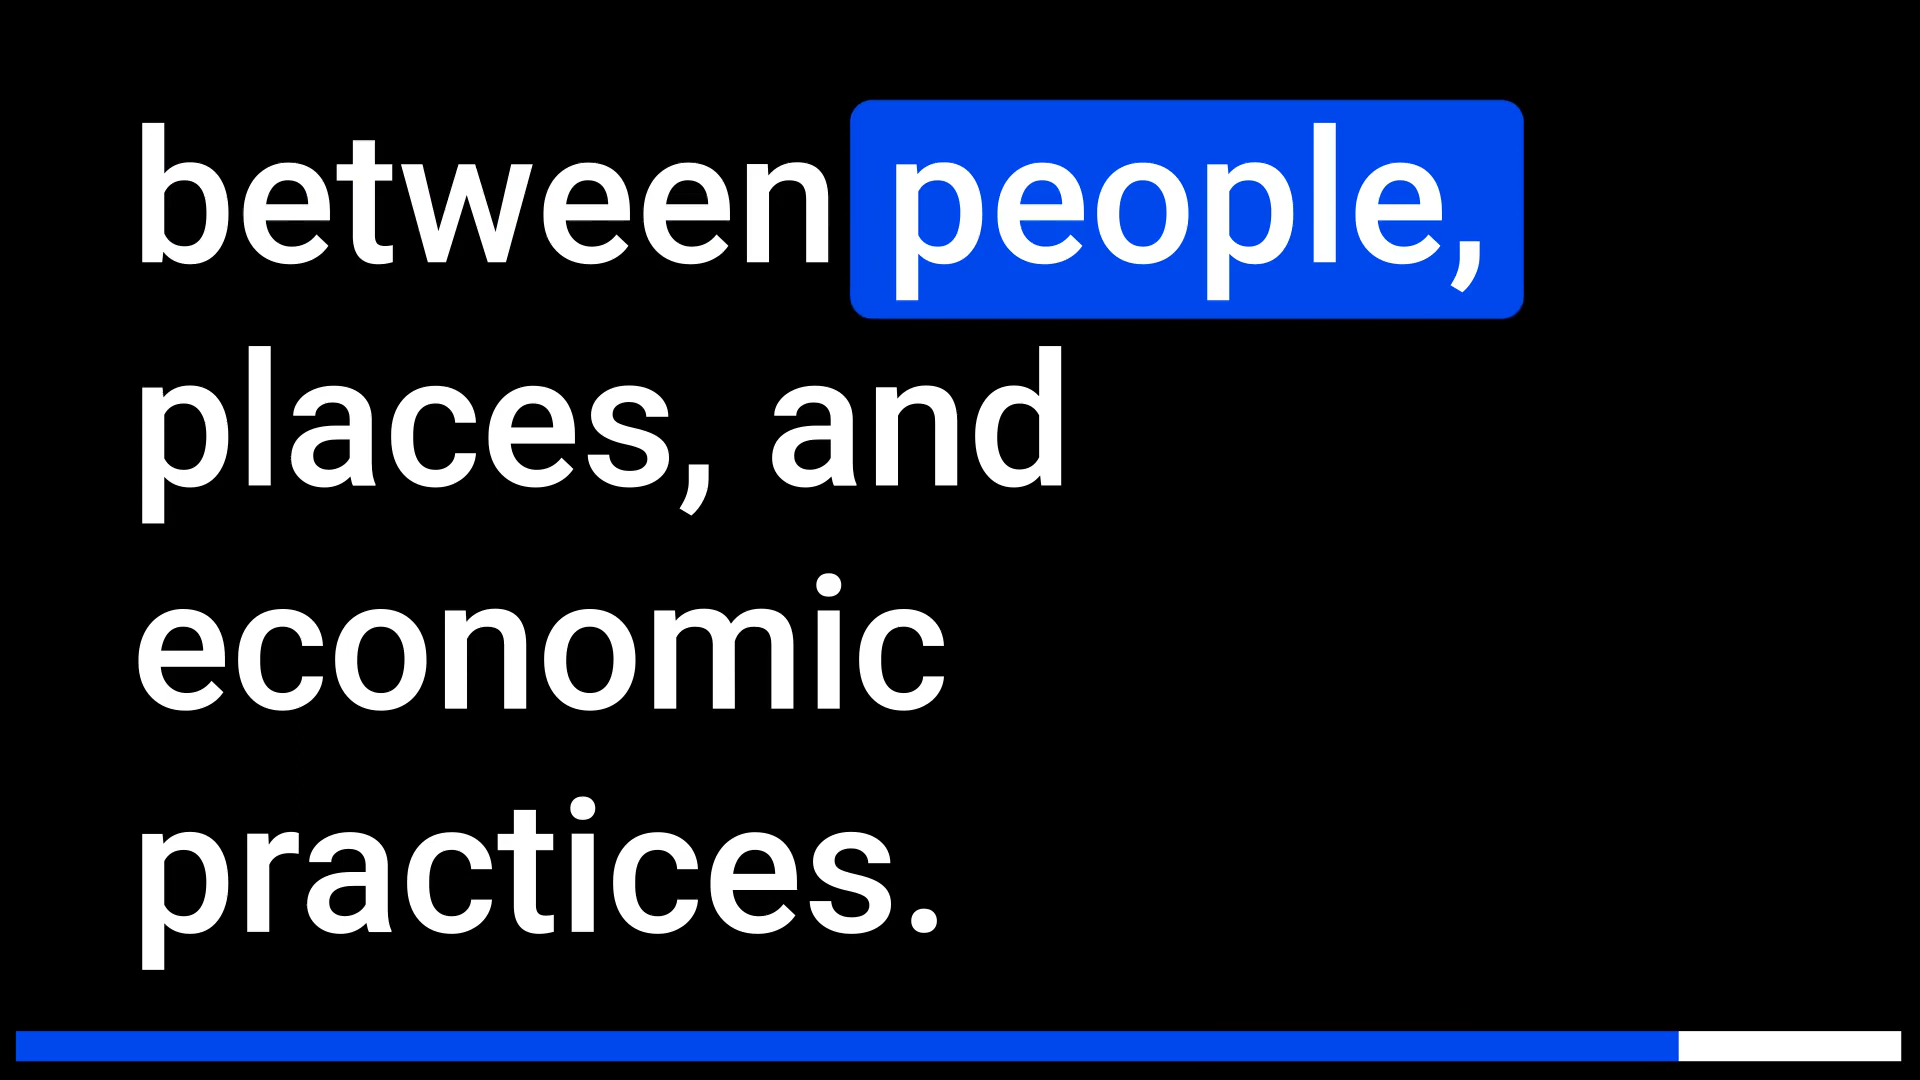 between people,
places, and
economic
practices.